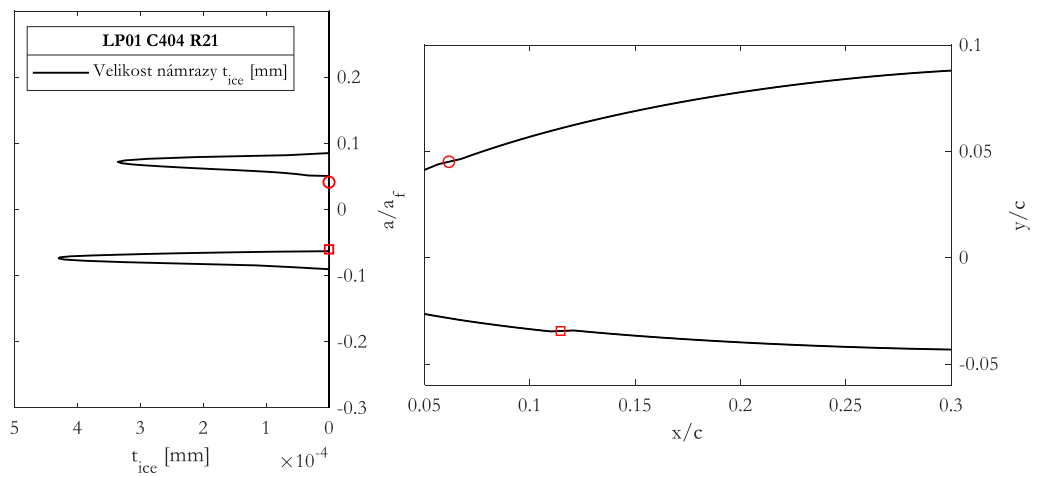 LP01 C404 R21
Velikost námrazy t_ice [mm]
0.2
0.1
0
-0.1
-0.2
-0.3
a/a_f
5 4 3 2 1 0
t_ice [mm]
×10^-4
0.1
0.05
0
-0.05
y/c
0.05 0.1 0.15 0.2 0.25 0.3
x/c